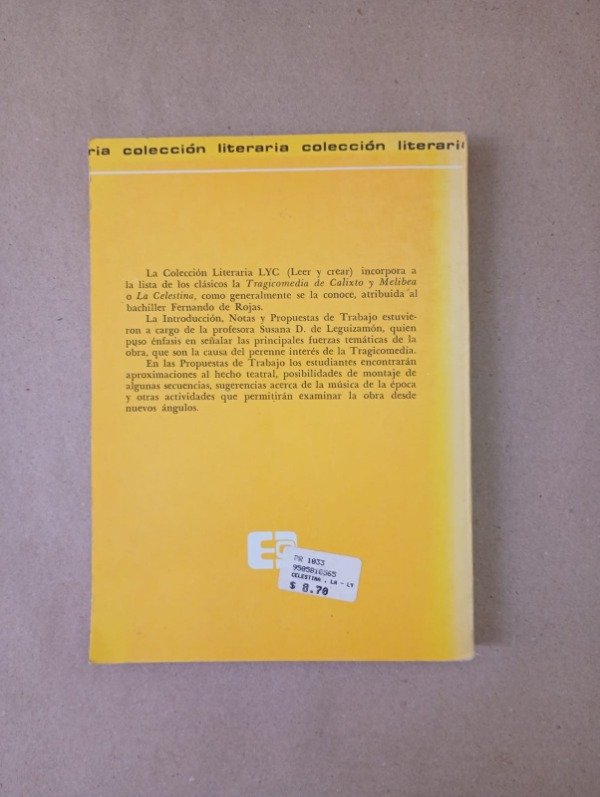 ria colección literaria colección literari
La Colección Literaria LYC (Leer y crear) incorpora a
la lista de los clásicos la Tragicomedia de Calixto y Melibea
o La Celestina, como generalmente se la conoce, atribuida al
bachiller Fernando de Rojas.
La Introducción, Notas y Propuestas de Trabajo estuvie-
ron a cargo de la profesora Susana D. de Leguizamón, quien
puso énfasis en señalar las principales fuerzas temáticas de la
obra, que son la causa del perenne interés de la Tragicomedia.
En las Propuestas de Trabajo los estudiantes encontrarán
aproximaciones al hecho teatral, posibilidades de montaje de
algunas secuencias, sugerencias acerca de la música de la época
y otras actividades que permitirán examinar la obra desde
nuevos ángulos.
PR 1033
9505810565
CELESTINA , LA - LY
$ 8.70